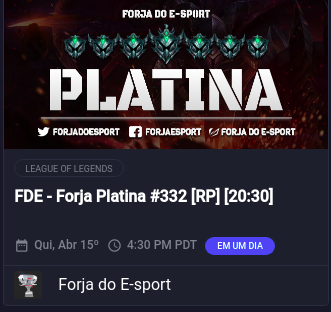 FORJA DO E-SPORT
PLATINA
FORJADOESPORT FORJAESPORT FORJA DO E-SPORT
LEAGUE OF LEGENDS
FDE - Forja Platina #332 [RP] [20:30]
Qui, Abr 15º 4:30 PM PDT EM UM DIA
Forja do E-sport